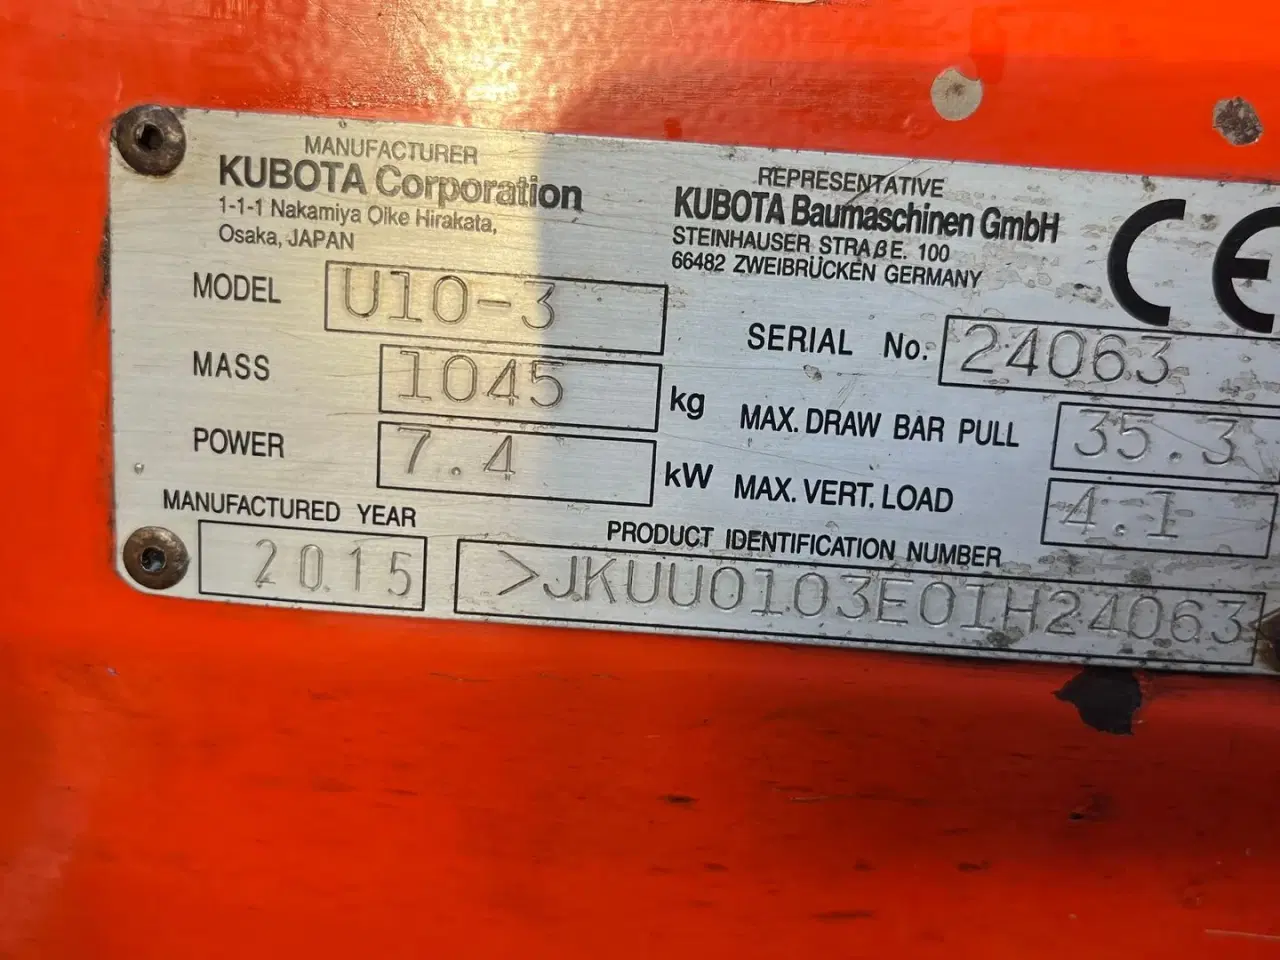 MANUFACTURER
KUBOTA Corporation
1-1-1 Nakamiya Oike Hirakata,
Osaka, JAPAN
REPRESENTATIVE
KUBOTA Baumaschinen GmbH
STEINHAUSER STRAßE. 100
66482 ZWEIBRÜCKEN GERMANY
CE
MODEL U10-3
SERIAL No. 24063
MASS 1045 kg
MAX. DRAW BAR PULL 35.3
POWER 7.4 kW
MAX. VERT. LOAD 4.1
MANUFACTURED YEAR
2015
PRODUCT IDENTIFICATION NUMBER
>JKUU0103E01H24063